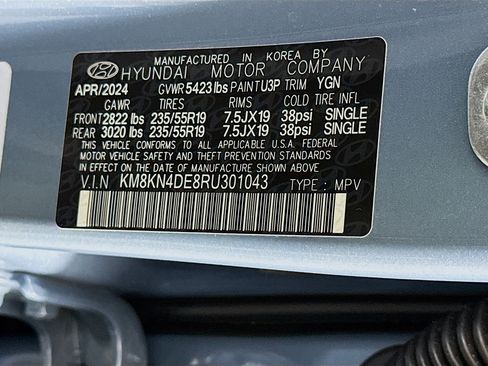 MANUFACTURED IN KOREA BY
HYUNDAI MOTOR COMPANY
APR/2024 GVWR 5423 lbs PAINT U3P TRIM YGN
GAWR TIRES RIMS COLD TIRE INFL
FRONT 2822 lbs 235/55R19 7.5JX19 38psi SINGLE
REAR 3020 lbs 235/55R19 7.5JX19 38psi SINGLE
THIS VEHICLE CONFORMS TO ALL APPLICABLE U.S.A. FEDERAL
MOTOR VEHICLE SAFETY AND THEFT PREVENTION STANDARDS
IN EFFECT ON THE DATE OF MANUFACTURE SHOWN ABOVE.
V.I.N KM8KN4DE8RU301043 TYPE : MPV